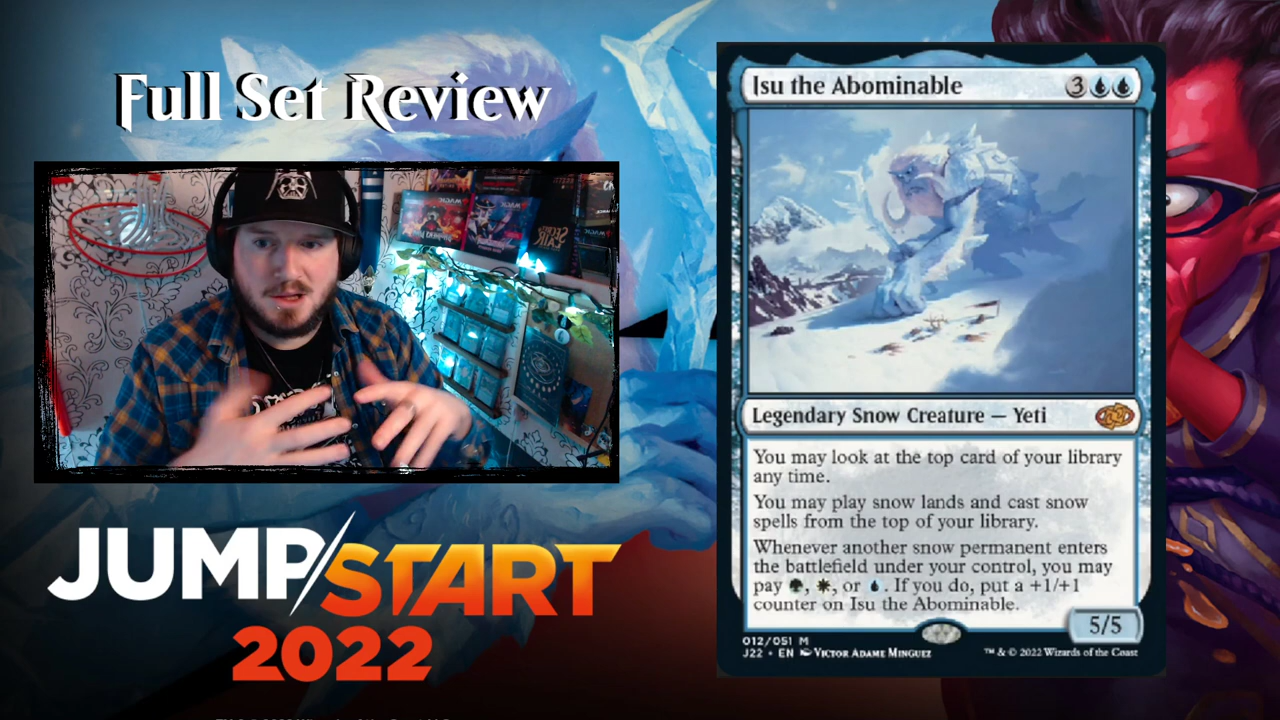 Full Set Review
JUMP/START
2022
Isu the Abominable
3
Legendary Snow Creature — Yeti
You may look at the top card of your library
any time.
You may play snow lands and cast snow
spells from the top of your library.
Whenever another snow permanent enters
the battlefield under your control, you may
pay , , or . If you do, put a +1/+1
counter on Isu the Abominable.
5/5
012/051 M
J22 • EN VICTOR ADAME MINGUEZ
™ & © 2022 Wizards of the Coast